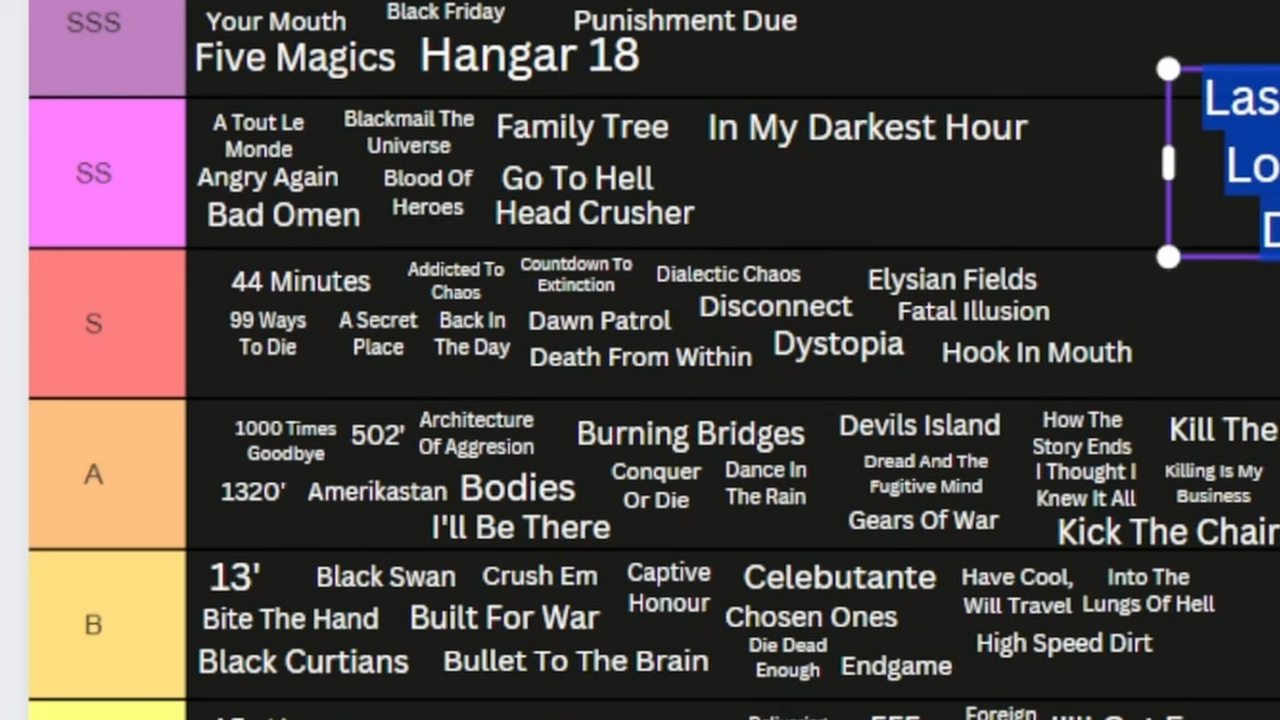 SSS
Your Mouth
Black Friday
Punishment Due
Five Magics
Hangar 18
SS
A Tout Le
Monde
Blackmail The
Universe
Family Tree
In My Darkest Hour
Angry Again
Blood Of
Heroes
Go To Hell
Bad Omen
Head Crusher
S
44 Minutes
Addicted To
Chaos
Countdown To
Extinction
Dialectic Chaos
Elysian Fields
99 Ways
To Die
A Secret
Place
Back In
The Day
Dawn Patrol
Disconnect
Fatal Illusion
Death From Within
Dystopia
Hook In Mouth
A
1000 Times
Goodbye
502'
Architecture
Of Aggresion
Burning Bridges
Devils Island
How The
Story Ends
Kill The
1320'
Amerikastan
Bodies
Conquer
Or Die
Dance In
The Rain
Dread And The
Fugitive Mind
I Thought I
Knew It All
Killing Is My
Business
I'll Be There
Gears Of War
Kick The Chair
B
13'
Black Swan
Crush Em
Captive
Honour
Celebutante
Have Cool,
Will Travel
Into The
Lungs Of Hell
Bite The Hand
Built For War
Chosen Ones
High Speed Dirt
Black Curtians
Bullet To The Brain
Die Dead
Enough
Endgame
Las
Lo
Foreign